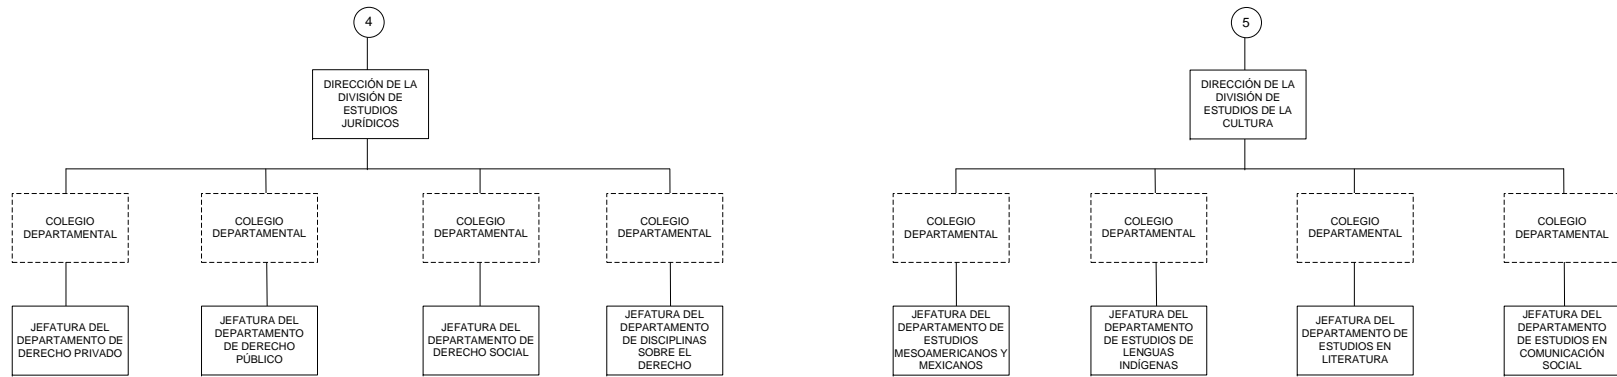 4
DIRECCIÓN DE LA
DIVISIÓN DE
ESTUDIOS
JURÍDICOS
COLEGIO
DEPARTAMENTAL
COLEGIO
DEPARTAMENTAL
COLEGIO
DEPARTAMENTAL
COLEGIO
DEPARTAMENTAL
JEFATURA DEL
DEPARTAMENTO DE
DERECHO PRIVADO
JEFATURA DEL
DEPARTAMENTO
DE DERECHO
PÚBLICO
JEFATURA DEL
DEPARTAMENTO DE
DERECHO SOCIAL
JEFATURA DEL
DEPARTAMENTO
DE DISCIPLINAS
SOBRE EL
DERECHO
5
DIRECCIÓN DE LA
DIVISIÓN DE
ESTUDIOS DE LA
CULTURA
COLEGIO
DEPARTAMENTAL
COLEGIO
DEPARTAMENTAL
COLEGIO
DEPARTAMENTAL
COLEGIO
DEPARTAMENTAL
JEFATURA DEL
DEPARTAMENTO DE
ESTUDIOS
MESOAMERICANOS Y
MEXICANOS
JEFATURA DEL
DEPARTAMENTO
DE ESTUDIOS DE
LENGUAS
INDÍGENAS
JEFATURA DEL
DEPARTAMENTO DE
ESTUDIOS EN
LITERATURA
JEFATURA DEL
DEPARTAMENTO
DE ESTUDIOS EN
COMUNICACIÓN
SOCIAL